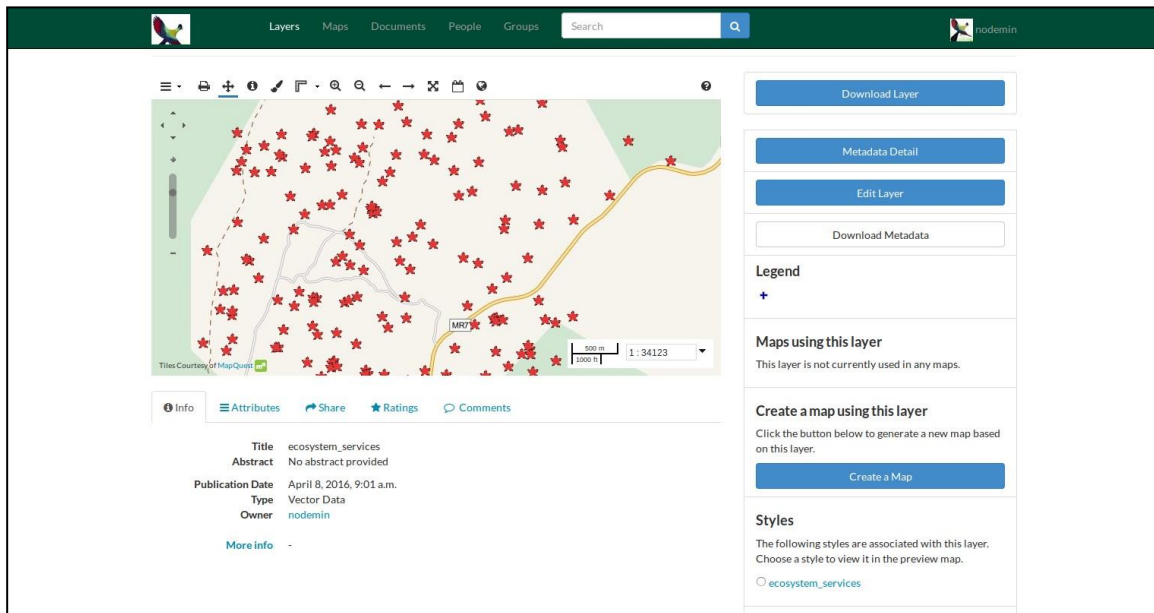 Layers Maps Documents People Groups Search nodemin
Download Layer
Metadata Detail
Edit Layer
Download Metadata
Legend
Maps using this layer
This layer is not currently used in any maps.
Create a map using this layer
Click the button below to generate a new map based
on this layer.
Create a Map
Styles
The following styles are associated with this layer.
Choose a style to view it in the preview map.
ecosystem_services
500 m
1000 ft
1 : 34123
Tiles Courtesy of MapQuest
Info Attributes Share Ratings Comments
Title ecosystem_services
Abstract No abstract provided
Publication Date April 8, 2016, 9:01 a.m.
Type Vector Data
Owner nodemin
More info -